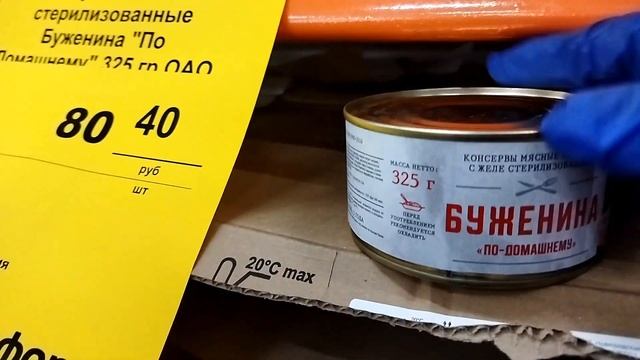 стерилизованные
Буженина "По
Домашнему" 325 гр ОАО
80 40
руб
шт
20°C max
МАССА НЕТТО:
325 г
ПЕРЕД
УПОТРЕБЛЕНИЕМ
РЕКОМЕНДУЕТСЯ
ОХЛАДИТЬ
КОНСЕРВЫ МЯСНЫЕ
С ЖЕЛЕ СТЕРИЛИЗОВА
БУЖЕНИНА
«ПО-ДОМАШНЕМУ»